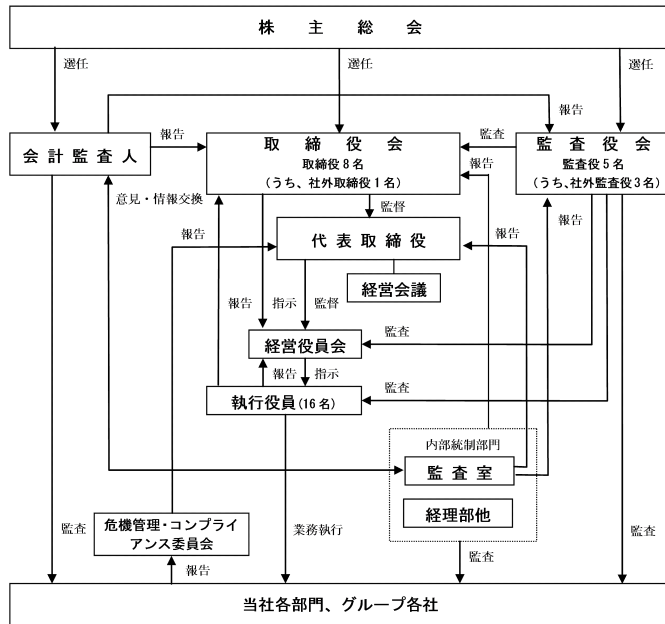 株主総会
選任
選任
選任
報告
会計監査人
報告
取締役会
取締役8名
(うち、社外取締役1名)
監査
報告
監査役会
監査役5名
(うち、社外監査役3名)
意見・情報交換
監督
報告
代表取締役
報告
報告
経営会議
報告
指示
監督
経営役員会
監査
報告
指示
執行役員(16名)
監査
内部統制部門
監査室
経理部他
監査
危機管理・コンプライ
アンス委員会
業務執行
監査
報告
監査
当社各部門、グループ各社